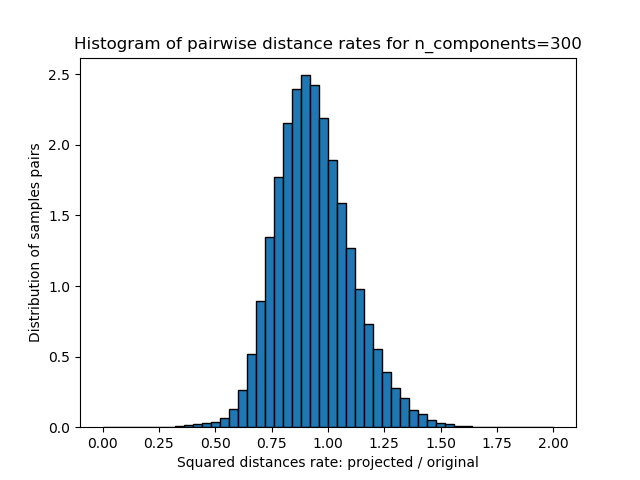 Histogram of pairwise distance rates for n_components=300
2.5
2.0
1.5
1.0
0.5
0.0
Distribution of samples pairs
0.00 0.25 0.50 0.75 1.00 1.25 1.50 1.75 2.00
Squared distances rate: projected / original